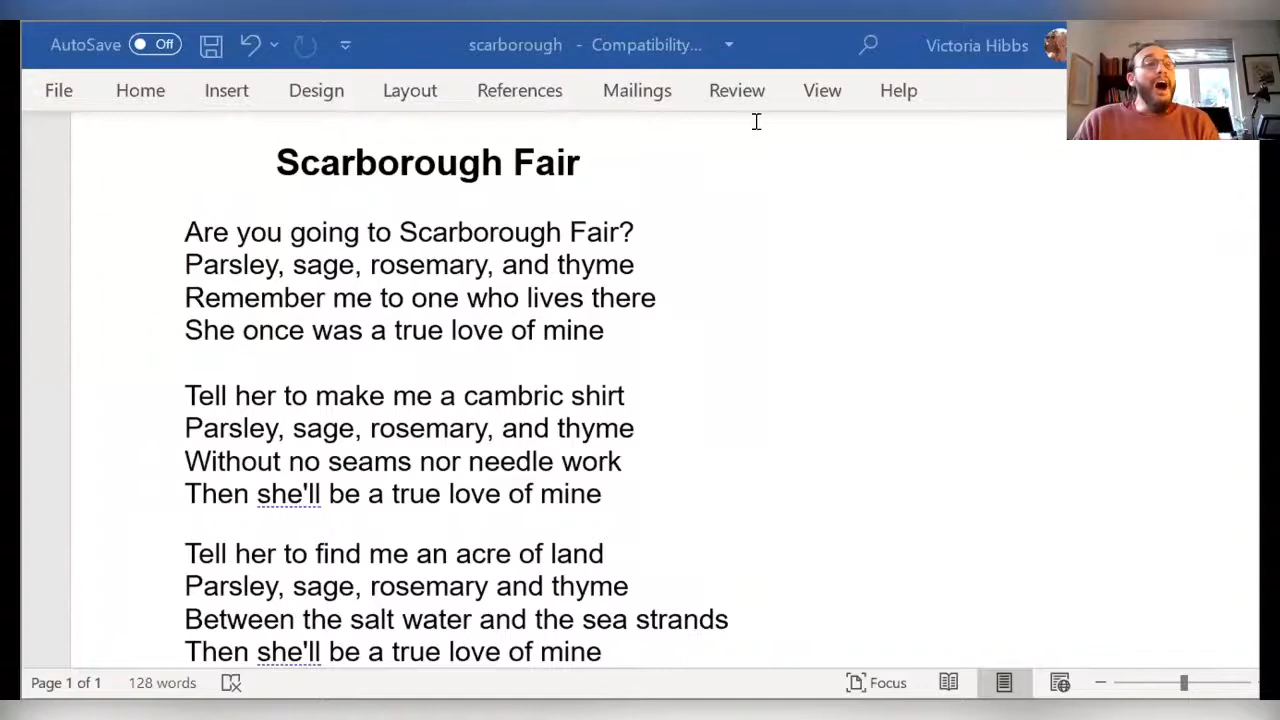 AutoSave Off scarborough - Compatibility... Victoria Hibbs
File Home Insert Design Layout References Mailings Review View Help
Scarborough Fair
Are you going to Scarborough Fair?
Parsley, sage, rosemary, and thyme
Remember me to one who lives there
She once was a true love of mine
Tell her to make me a cambric shirt
Parsley, sage, rosemary, and thyme
Without no seams nor needle work
Then she'll be a true love of mine
Tell her to find me an acre of land
Parsley, sage, rosemary and thyme
Between the salt water and the sea strands
Then she'll be a true love of mine
Page 1 of 1 128 words Focus